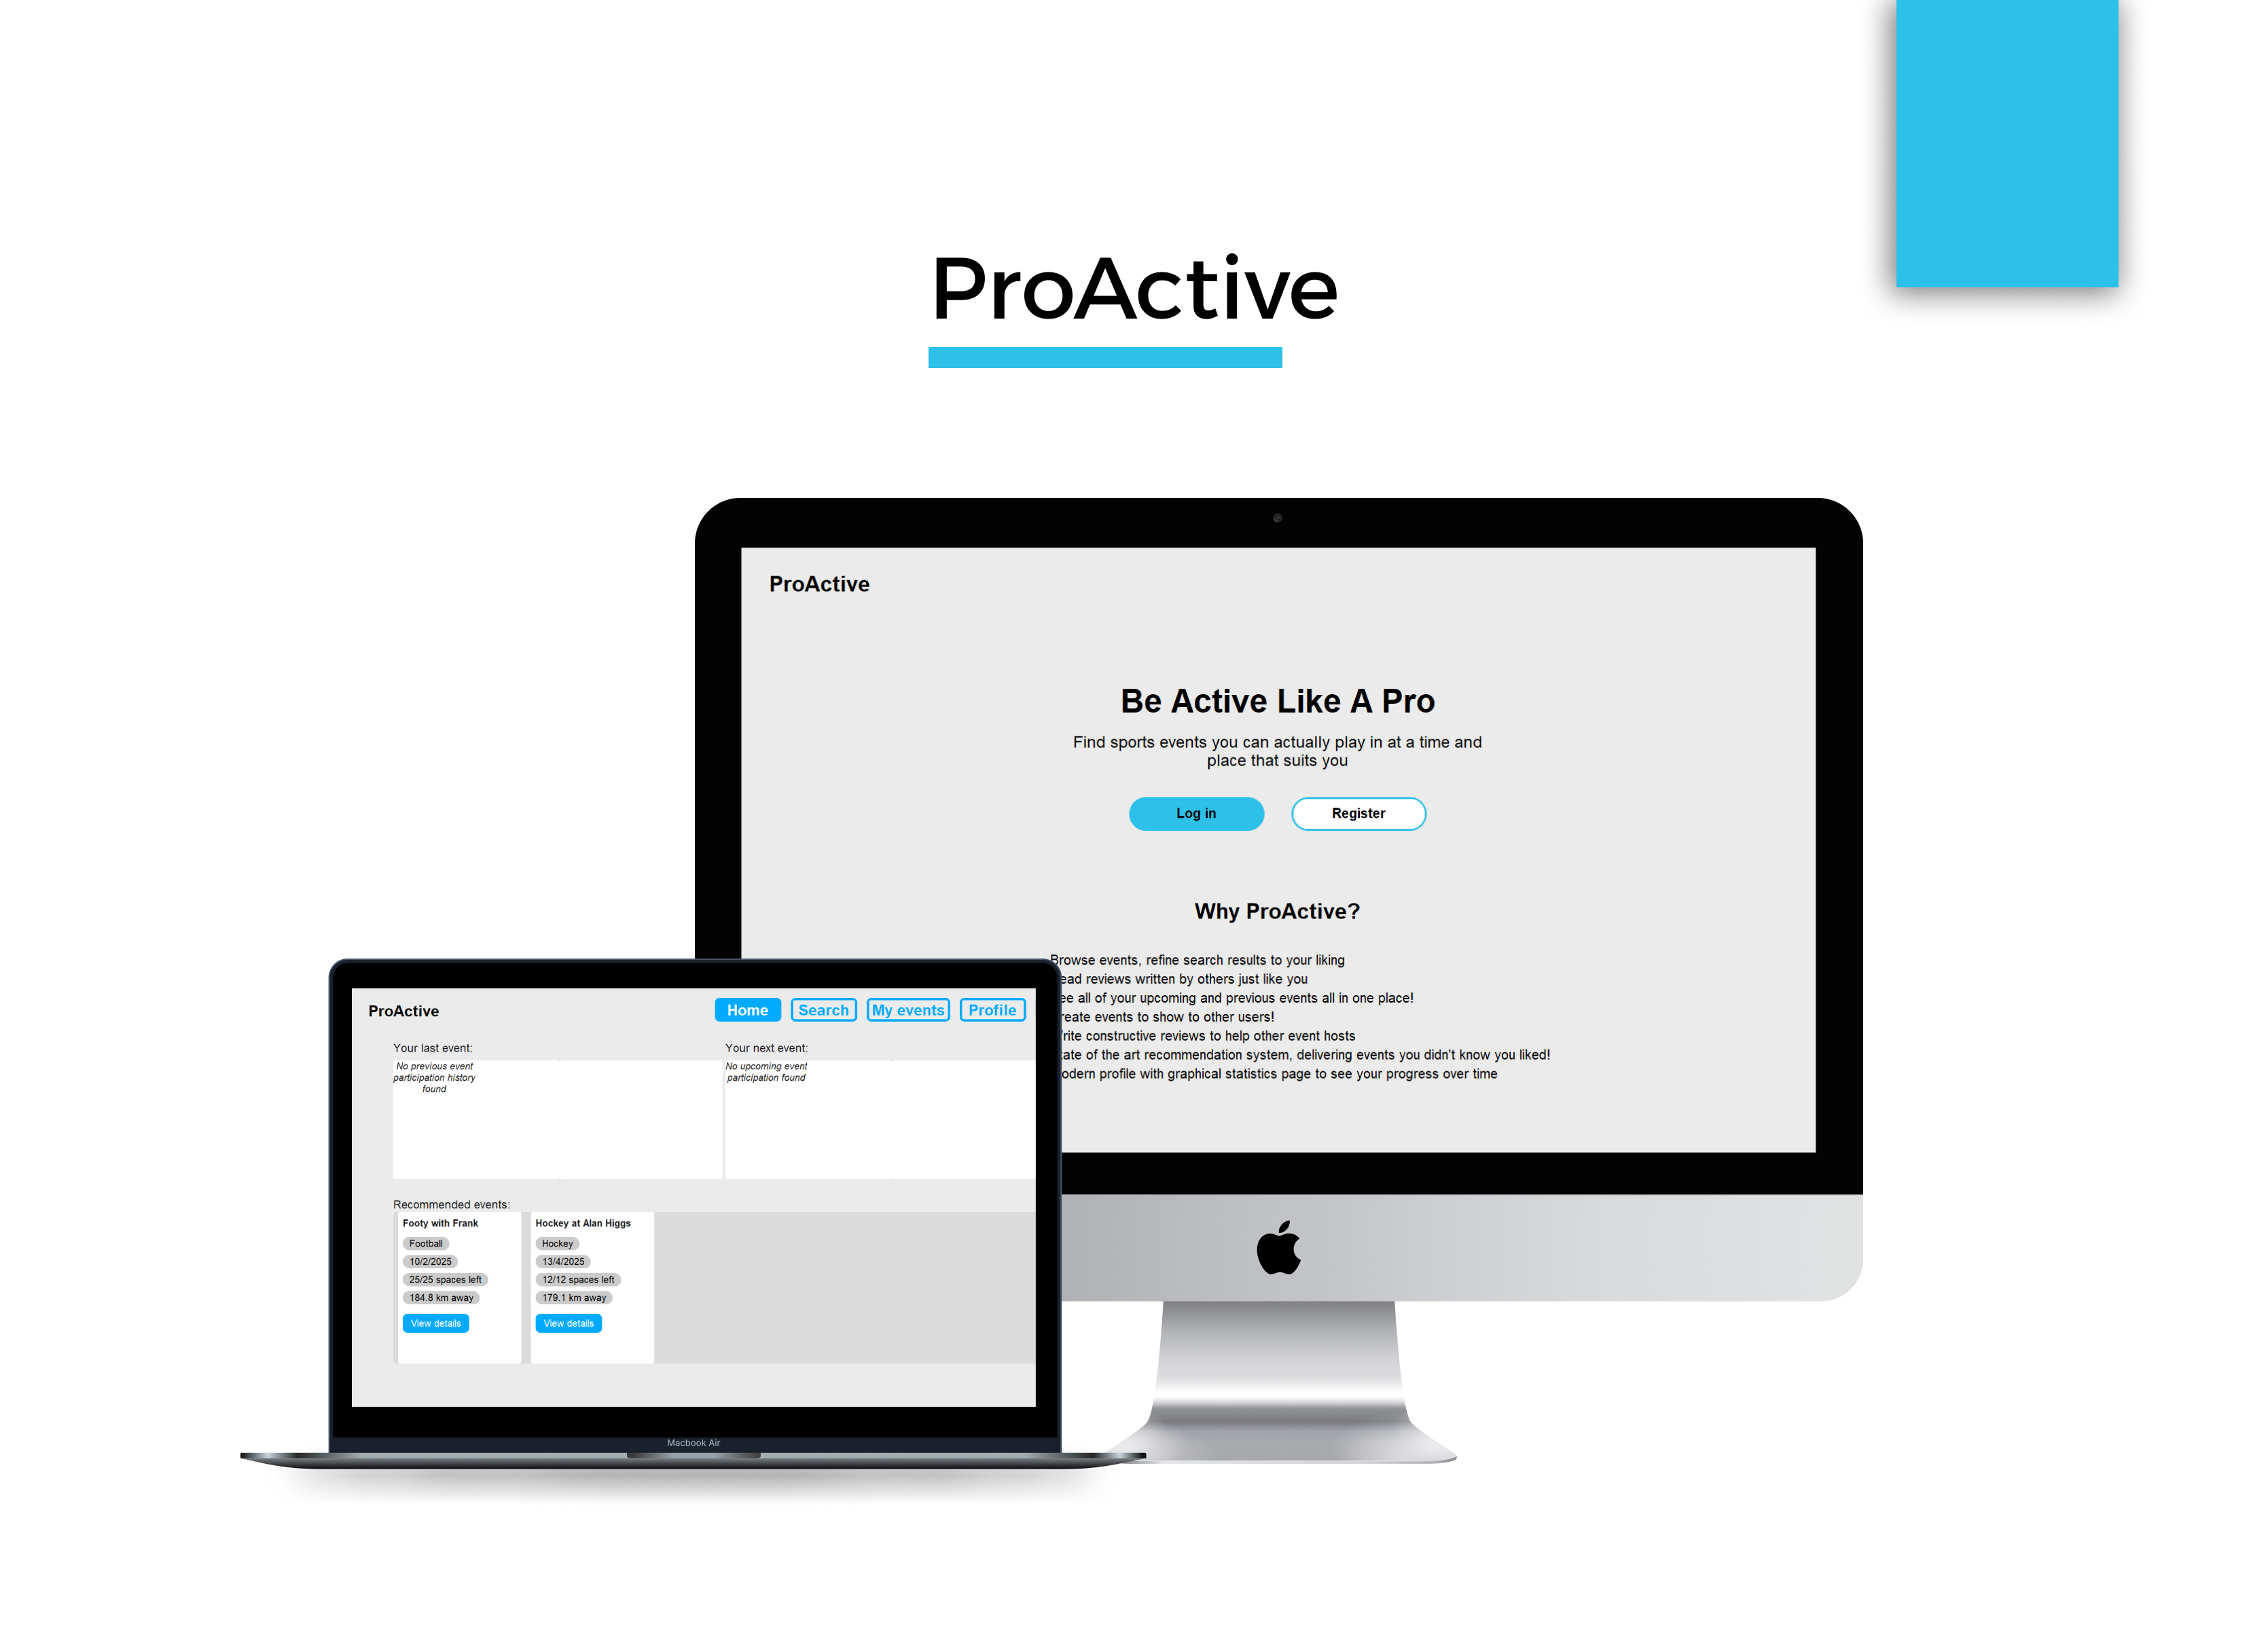 ProActive
ProActive
Be Active Like A Pro
Find sports events you can actually play in at a time and
place that suits you
Log in
Register
Why ProActive?
Browse events, refine search results to your liking
ead reviews written by others just like you
ee all of your upcoming and previous events all in one place!
reate events to show to other users!
rite constructive reviews to help other event hosts
ate of the art recommendation system, delivering events you didn't know you liked!
odern profile with graphical statistics page to see your progress over time
ProActive
Home
Search
My events
Profile
Your last event:
No previous event
participation history
found
Your next event:
No upcoming event
participation found
Recommended events:
Footy with Frank
Football
10/2/2025
25/25 spaces left
184.8 km away
View details
Hockey at Alan Higgs
Hockey
13/4/2025
12/12 spaces left
179.1 km away
View details
Macbook Air